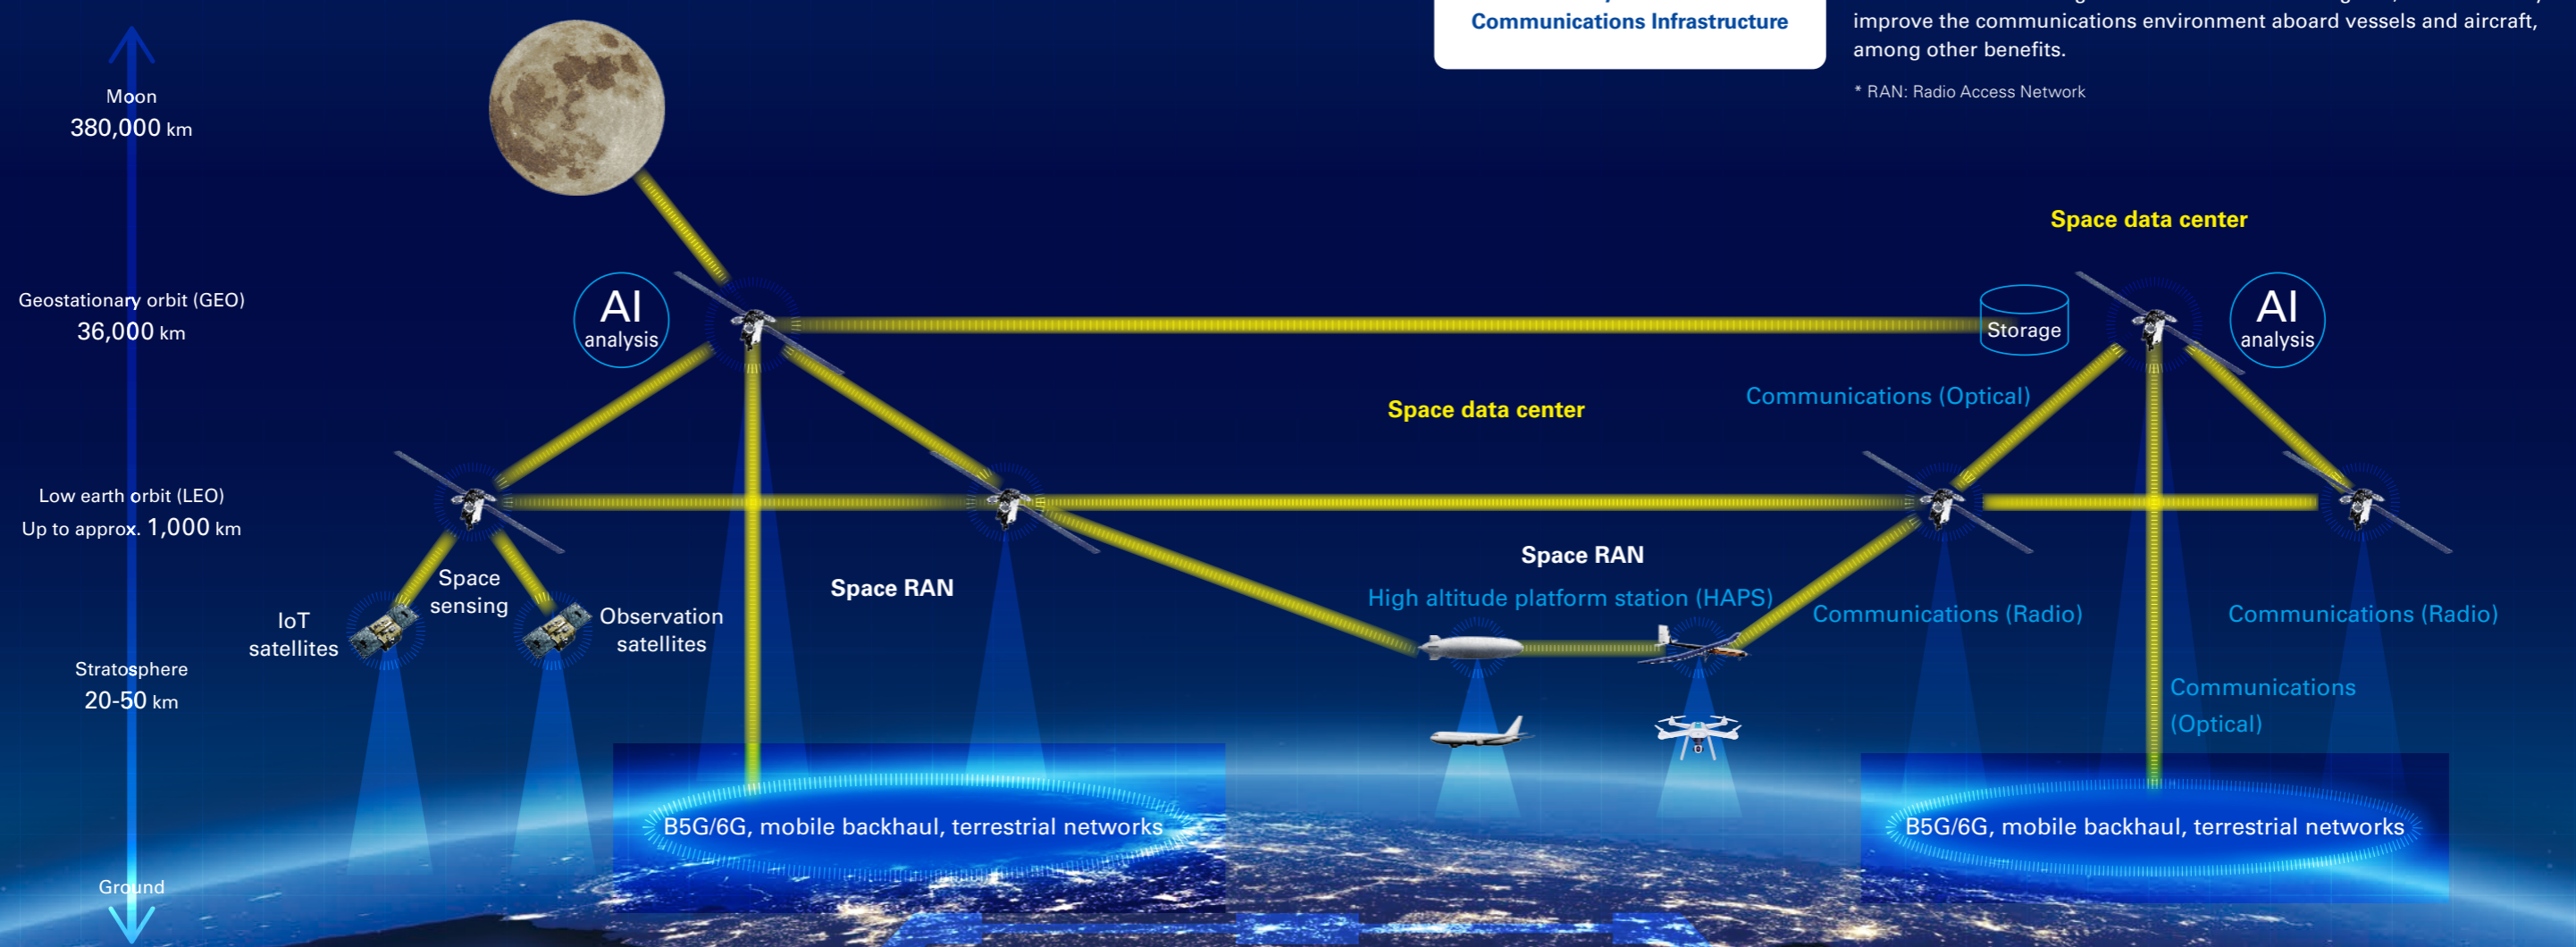 Communications Infrastructure
improve the communications environment aboard vessels and aircraft,
among other benefits.
* RAN: Radio Access Network
Moon
380,000 km
Space data center
Geostationary orbit (GEO)
36,000 km
AI
analysis
Storage
AI
analysis
Communications (Optical)
Space data center
Low earth orbit (LEO)
Up to approx. 1,000 km
Space
sensing
IoT
satellites
Observation
satellites
Space RAN
Space RAN
High altitude platform station (HAPS)
Communications (Radio)
Communications (Radio)
Stratosphere
20-50 km
Communications
(Optical)
B5G/6G, mobile backhaul, terrestrial networks
B5G/6G, mobile backhaul, terrestrial networks
Ground